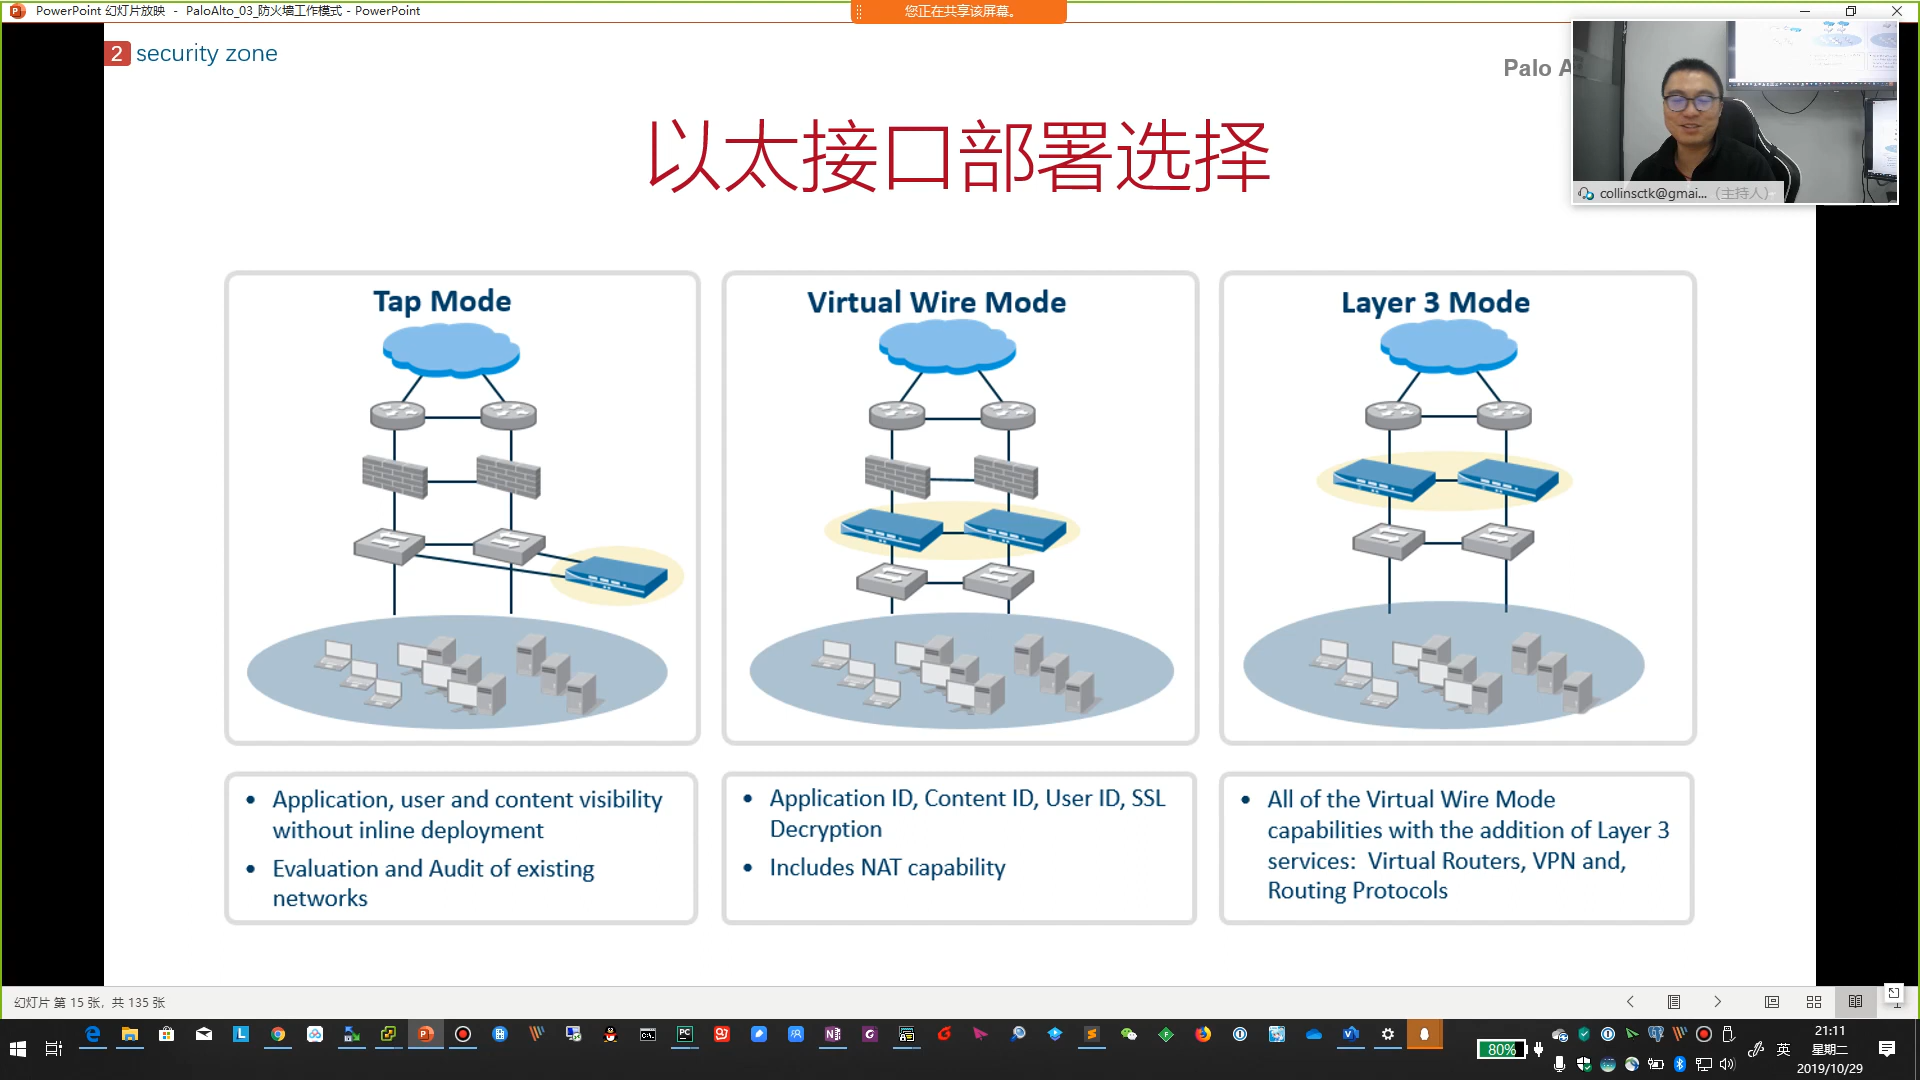 PowerPoint 幻灯片放映 - PaloAlto_03_防火墙工作模式 - PowerPoint
您正在共享该屏幕。
2 security zone
Palo
collinsctk@gmai... (主持人)
以太接口部署选择
Tap Mode
Virtual Wire Mode
Layer 3 Mode
• Application, user and content visibility
without inline deployment
• Evaluation and Audit of existing
networks
• Application ID, Content ID, User ID, SSL
Decryption
• Includes NAT capability
• All of the Virtual Wire Mode
capabilities with the addition of Layer 3
services: Virtual Routers, VPN and,
Routing Protocols
幻灯片 第 15 张，共 135 张
80%
英
21:11
星期二
2019/10/29